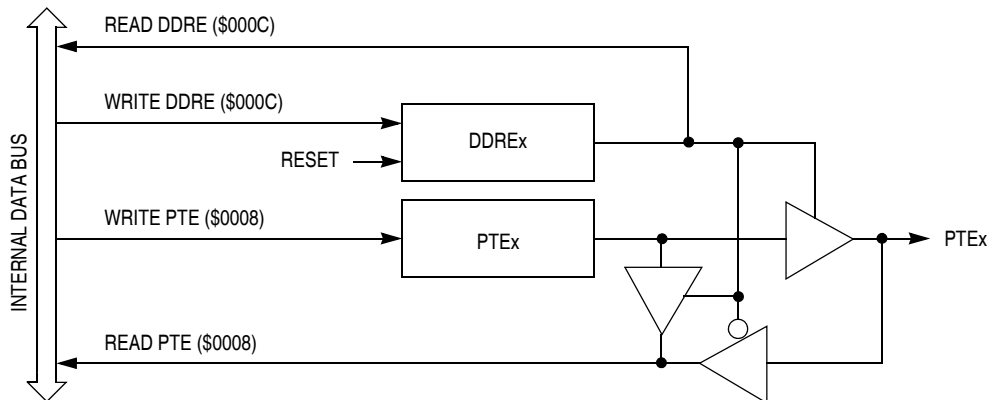 READ DDRE ($000C)
WRITE DDRE ($000C)
DDREx
RESET
INTERNAL DATA BUS
WRITE PTE ($0008)
PTEx
PTEx
READ PTE ($0008)